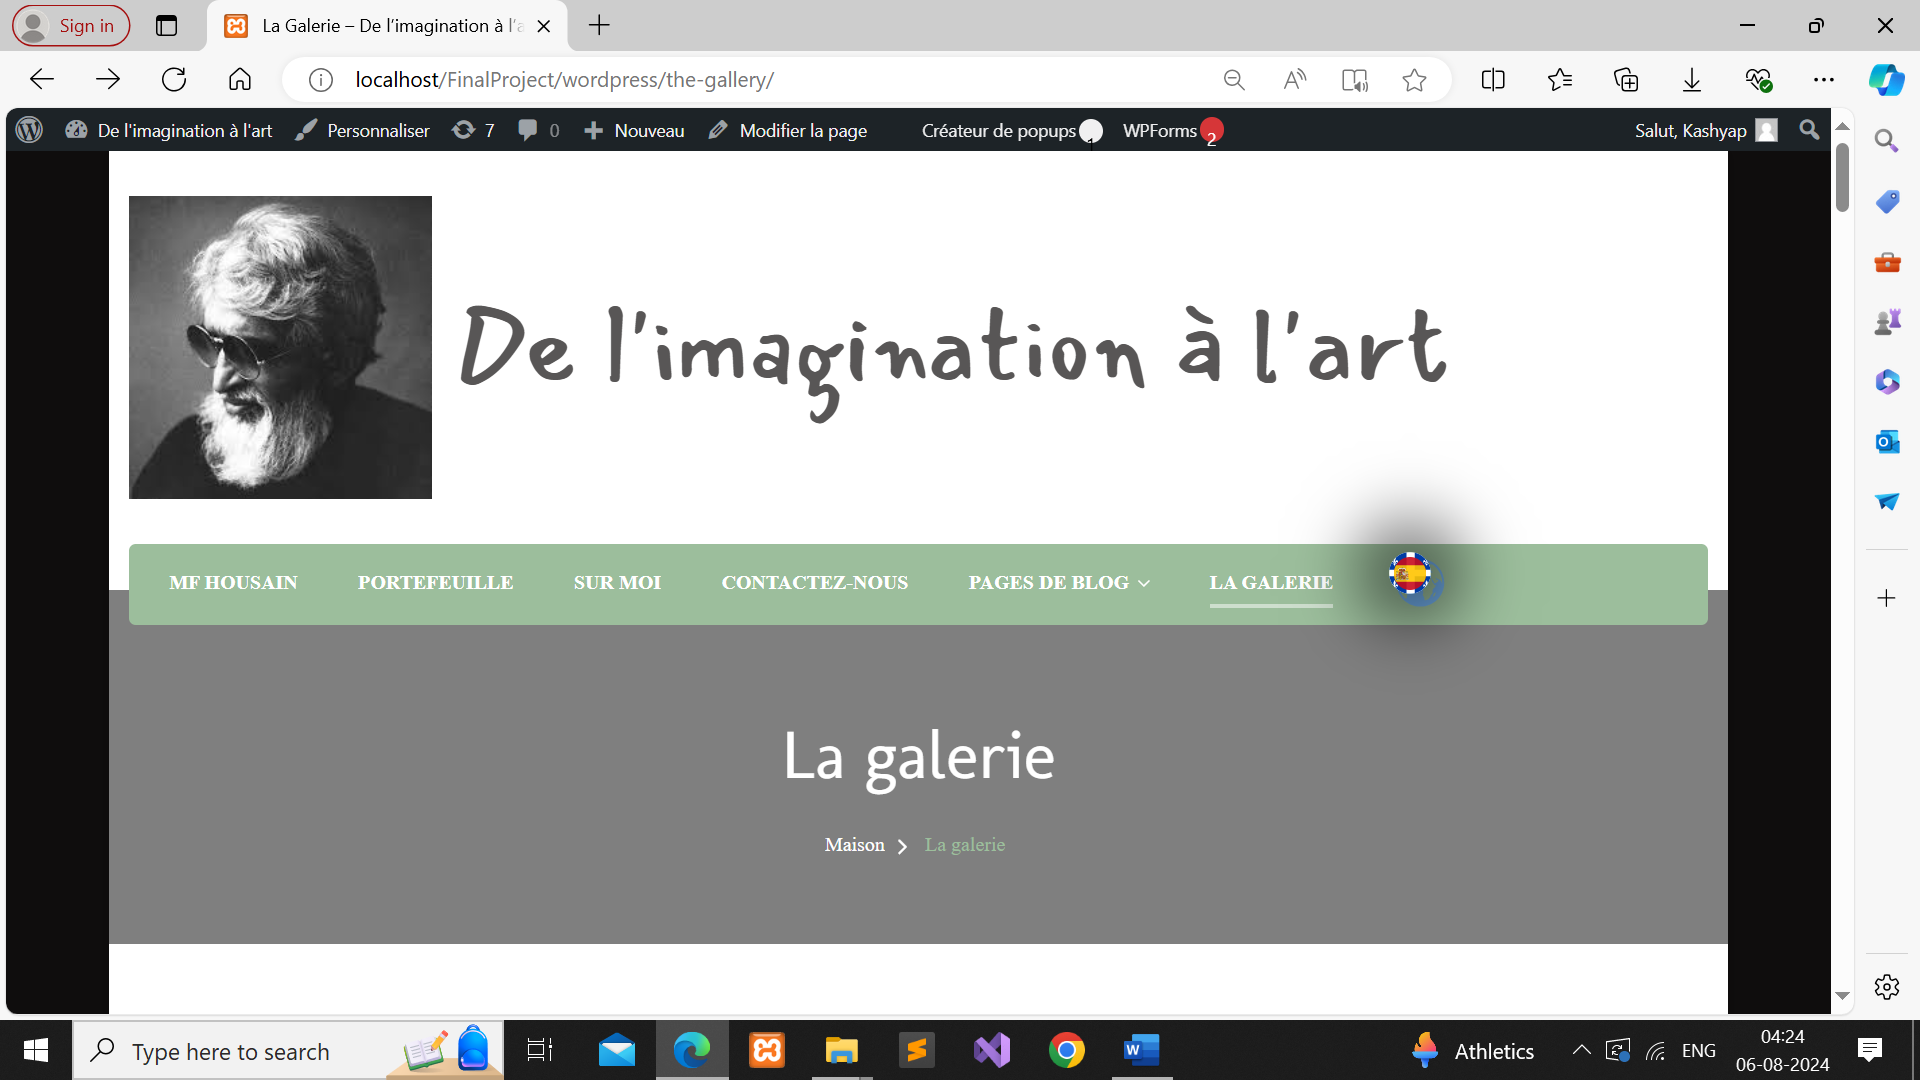 Sign in
La Galerie – De l'imagination à l'a
localhost/FinalProject/wordpress/the-gallery/
De l'imagination à l'art Personnaliser 7 0 Nouveau Modifier la page Créateur de popups 1 WPForms 2 Salut, Kashyap
De l'imagination à l'art
MF HOUSAIN PORTEFEUILLE SUR MOI CONTACTEZ-NOUS PAGES DE BLOG LA GALERIE
La galerie
Maison La galerie
Type here to search
Athletics
ENG
04:24
06-08-2024